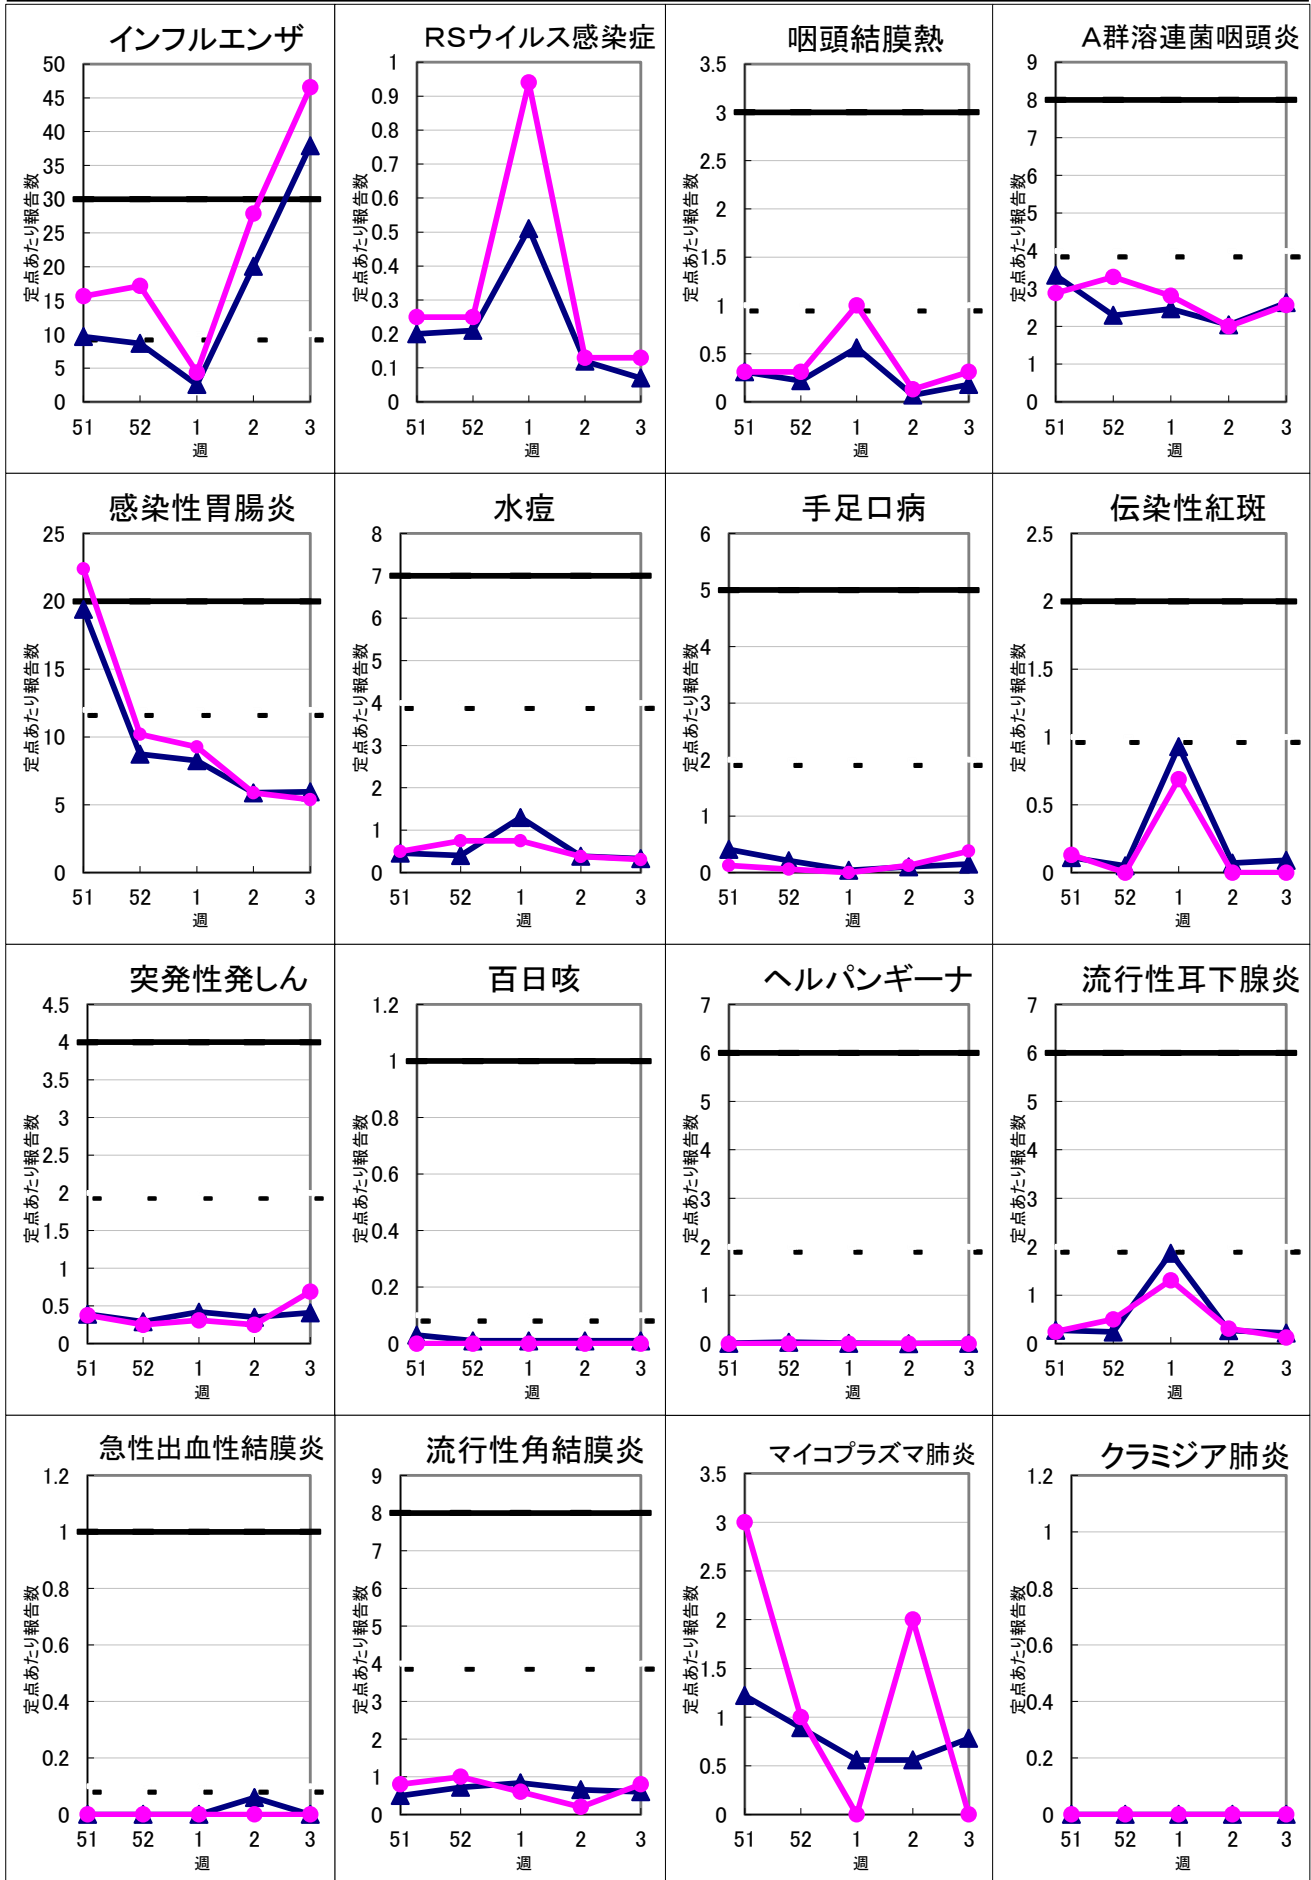 インフルエンザ
50
45
40
35
30
25
20
15
10
5
0
定点あたり報告数
51 52 1 2 3
週
RSウイルス感染症
1
0.9
0.8
0.7
0.6
0.5
0.4
0.3
0.2
0.1
0
定点あたり報告数
51 52 1 2 3
週
咽頭結膜熱
3.5
3
2.5
2
1.5
1
0.5
0
定点あたり報告数
51 52 1 2 3
週
A群溶連菌咽頭炎
9
8
7
6
5
4
3
2
1
0
定点あたり報告数
51 52 1 2 3
週
感染性胃腸炎
25
20
15
10
5
0
定点あたり報告数
51 52 1 2 3
週
水痘
8
7
6
5
4
3
2
1
0
定点あたり報告数
51 52 1 2 3
週
手足口病
6
5
4
3
2
1
0
定点あたり報告数
51 52 1 2 3
週
伝染性紅斑
2.5
2
1.5
1
0.5
0
定点あたり報告数
51 52 1 2 3
週
突発性発しん
4.5
4
3.5
3
2.5
2
1.5
1
0.5
0
定点あたり報告数
51 52 1 2 3
週
百日咳
1.2
1
0.8
0.6
0.4
0.2
0
定点あたり報告数
51 52 1 2 3
週
ヘルパンギーナ
7
6
5
4
3
2
1
0
定点あたり報告数
51 52 1 2 3
週
流行性耳下腺炎
7
6
5
4
3
2
1
0
定点あたり報告数
51 52 1 2 3
週
急性出血性結膜炎
1.2
1
0.8
0.6
0.4
0.2
0
定点あたり報告数
51 52 1 2 3
週
流行性角結膜炎
9
8
7
6
5
4
3
2
1
0
定点あたり報告数
51 52 1 2 3
週
マイコプラズマ肺炎
3.5
3
2.5
2
1.5
1
0.5
0
定点あたり報告数
51 52 1 2 3
週
クラミジア肺炎
1.2
1
0.8
0.6
0.4
0.2
0
定点あたり報告数
51 52 1 2 3
週